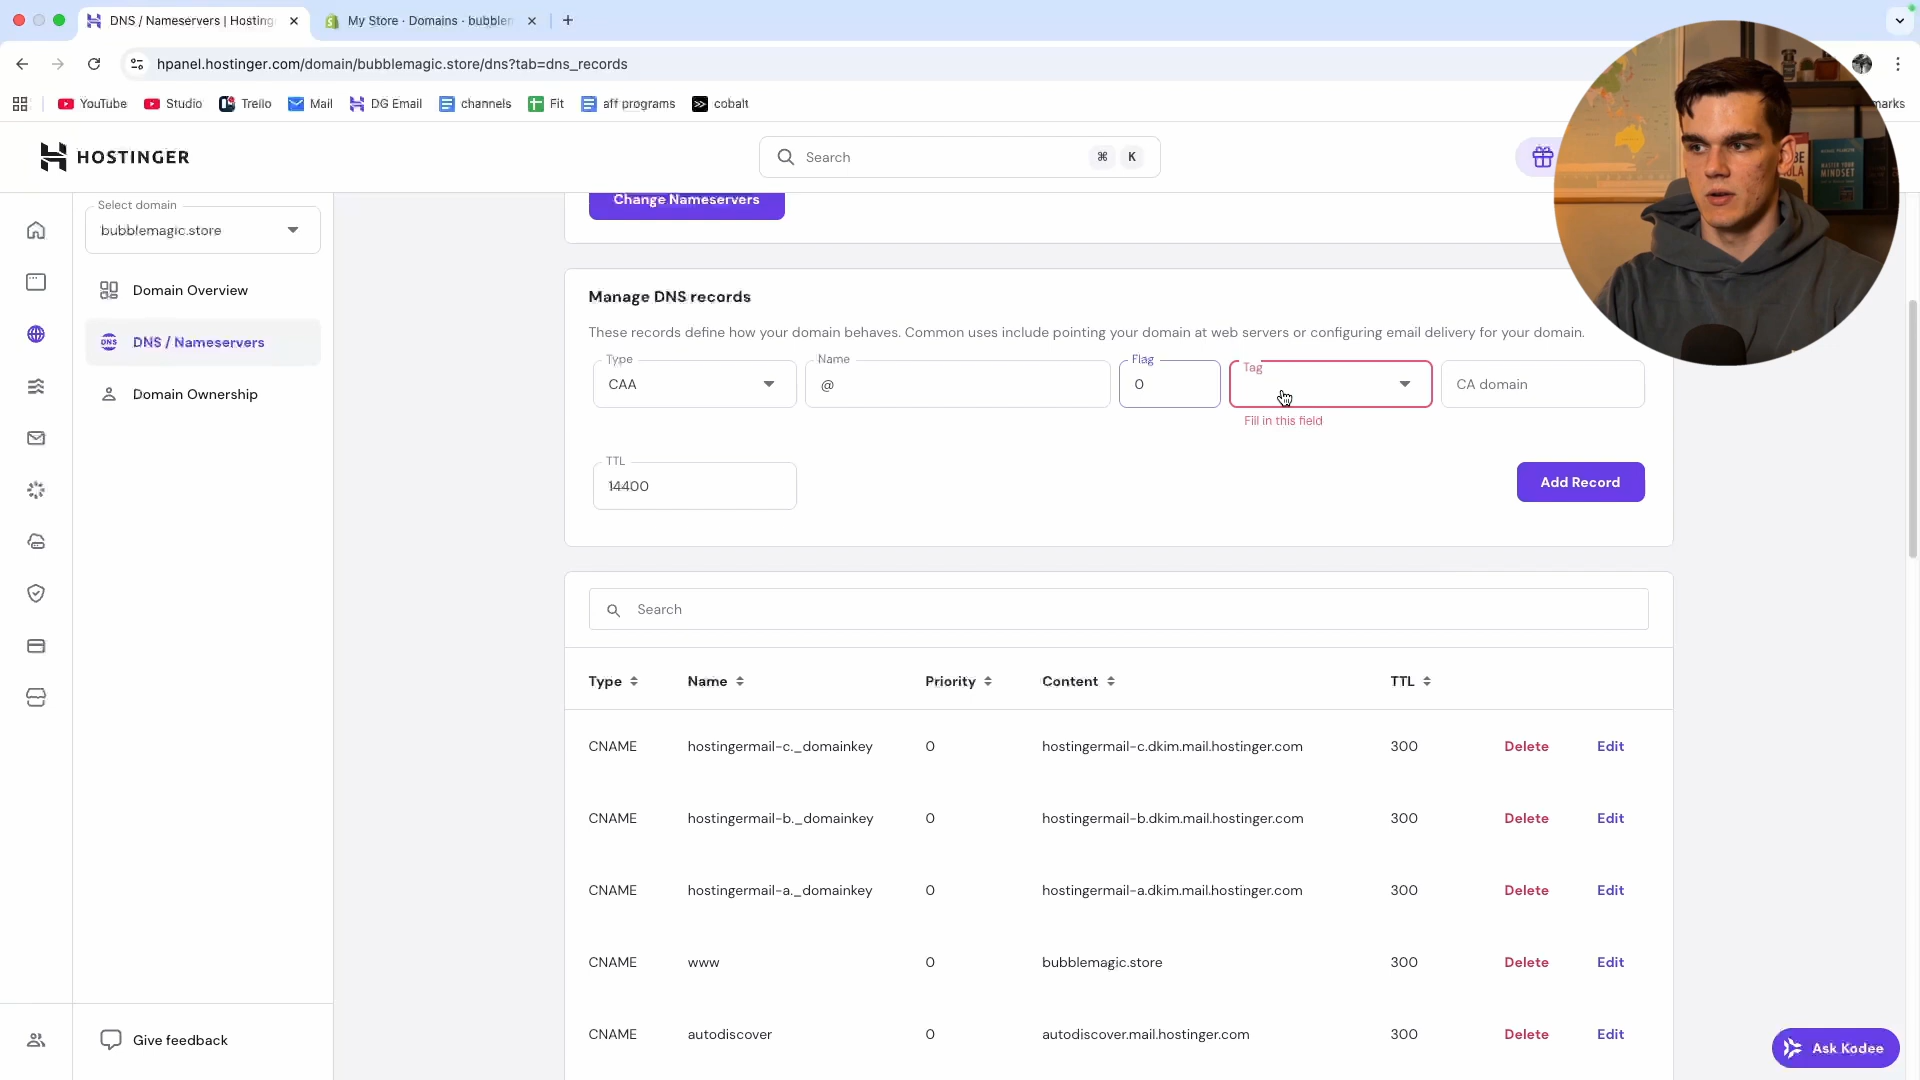 DNS / Nameservers | Hosting
My Store · Domains · bubblem
hpanel.hostinger.com/domain/bubblemagic.store/dns?tab=dns_records
YouTube
Studio
Trello
Mail
DG Email
channels
Fit
aff programs
cobalt
marks
HOSTINGER
Search
⌘ K
Select domain
bubblemagic.store
Domain Overview
DNS / Nameservers
Domain Ownership
Give feedback
Change Nameservers
Manage DNS records
These records define how your domain behaves. Common uses include pointing your domain at web servers or configuring email delivery for your domain.
Type
CAA
Name
@
Flag
0
Tag
Fill in this field
CA domain
TTL
14400
Add Record
Search
Type Name Priority Content TTL
CNAME hostingermail-c._domainkey 0 hostingermail-c.dkim.mail.hostinger.com 300 Delete Edit
CNAME hostingermail-b._domainkey 0 hostingermail-b.dkim.mail.hostinger.com 300 Delete Edit
CNAME hostingermail-a._domainkey 0 hostingermail-a.dkim.mail.hostinger.com 300 Delete Edit
CNAME www 0 bubblemagic.store 300 Delete Edit
CNAME autodiscover 0 autodiscover.mail.hostinger.com 300 Delete Edit
Ask Kodee
MASTER YOUR
MINDSET